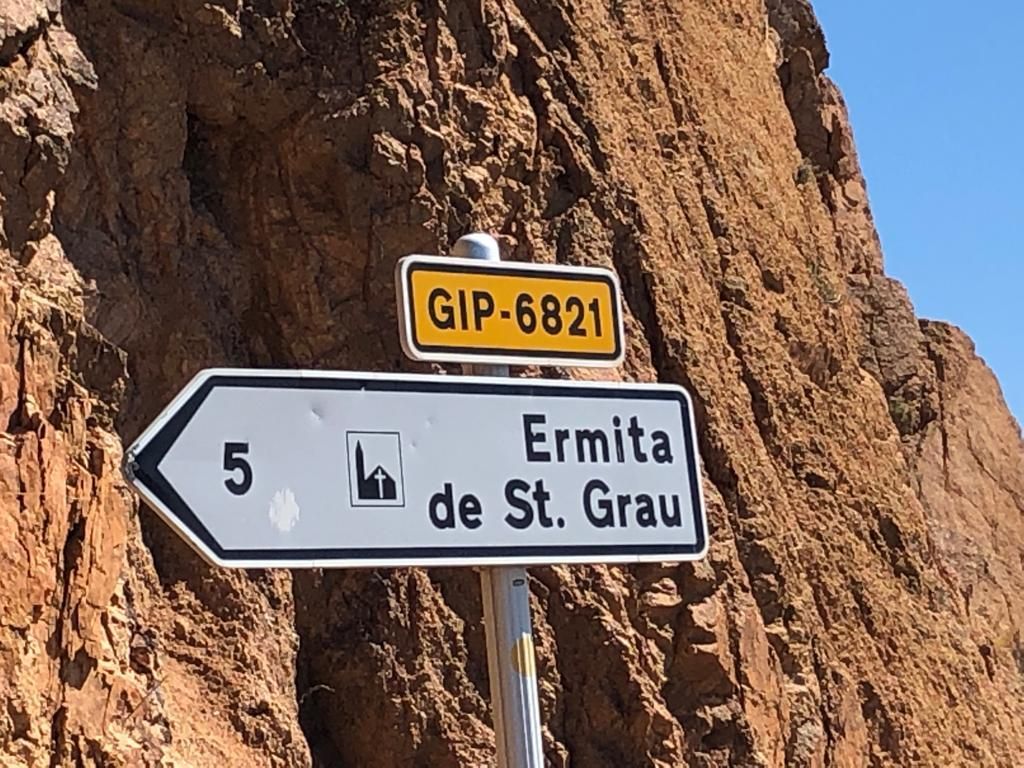 GIP-6821
5 Ermita
de St. Grau